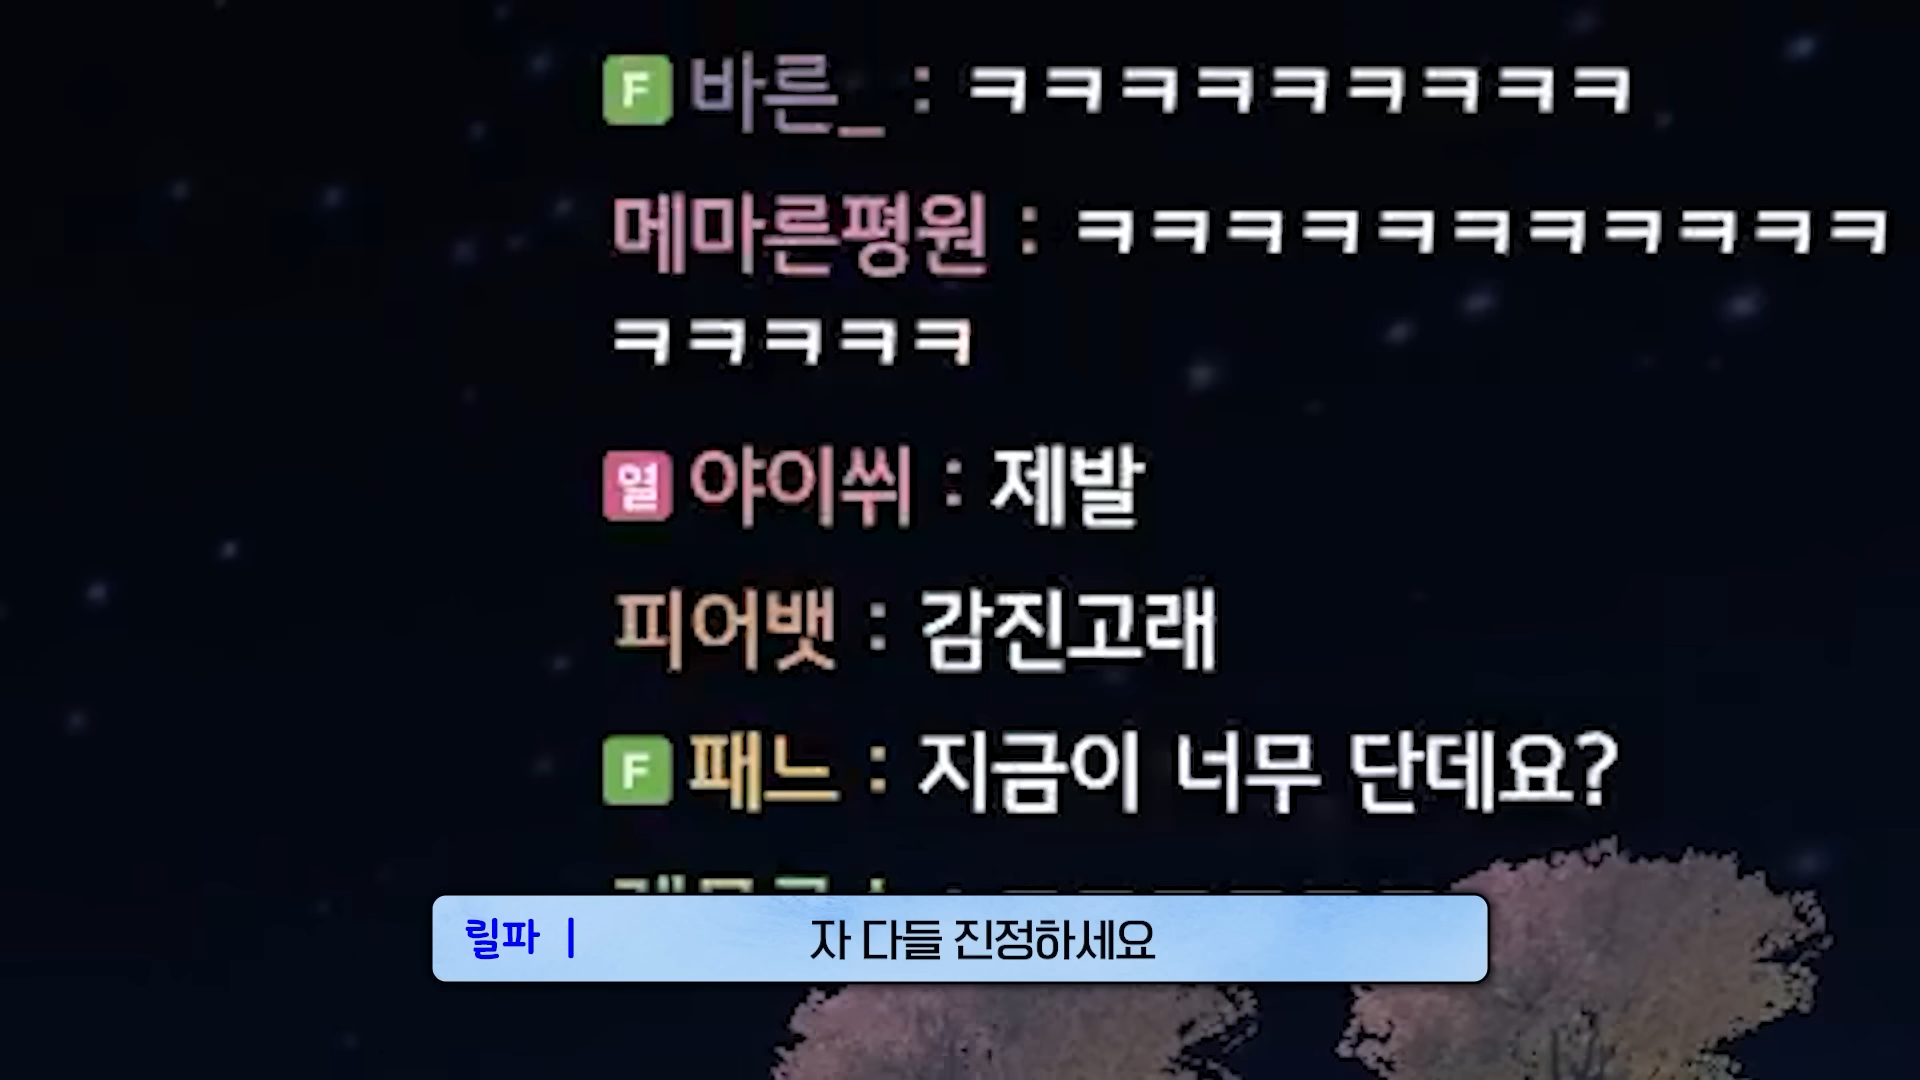 F 바른_ : ㅋㅋㅋㅋㅋㅋㅋㅋㅋ
메마른평원 : ㅋㅋㅋㅋㅋㅋㅋㅋㅋㅋㅋ
ㅋㅋㅋㅋㅋ
열 야이쒸 : 제발
피어뱃 : 감진고래
F 패느 : 지금이 너무 단데요?
릴파 | 자 다들 진정하세요